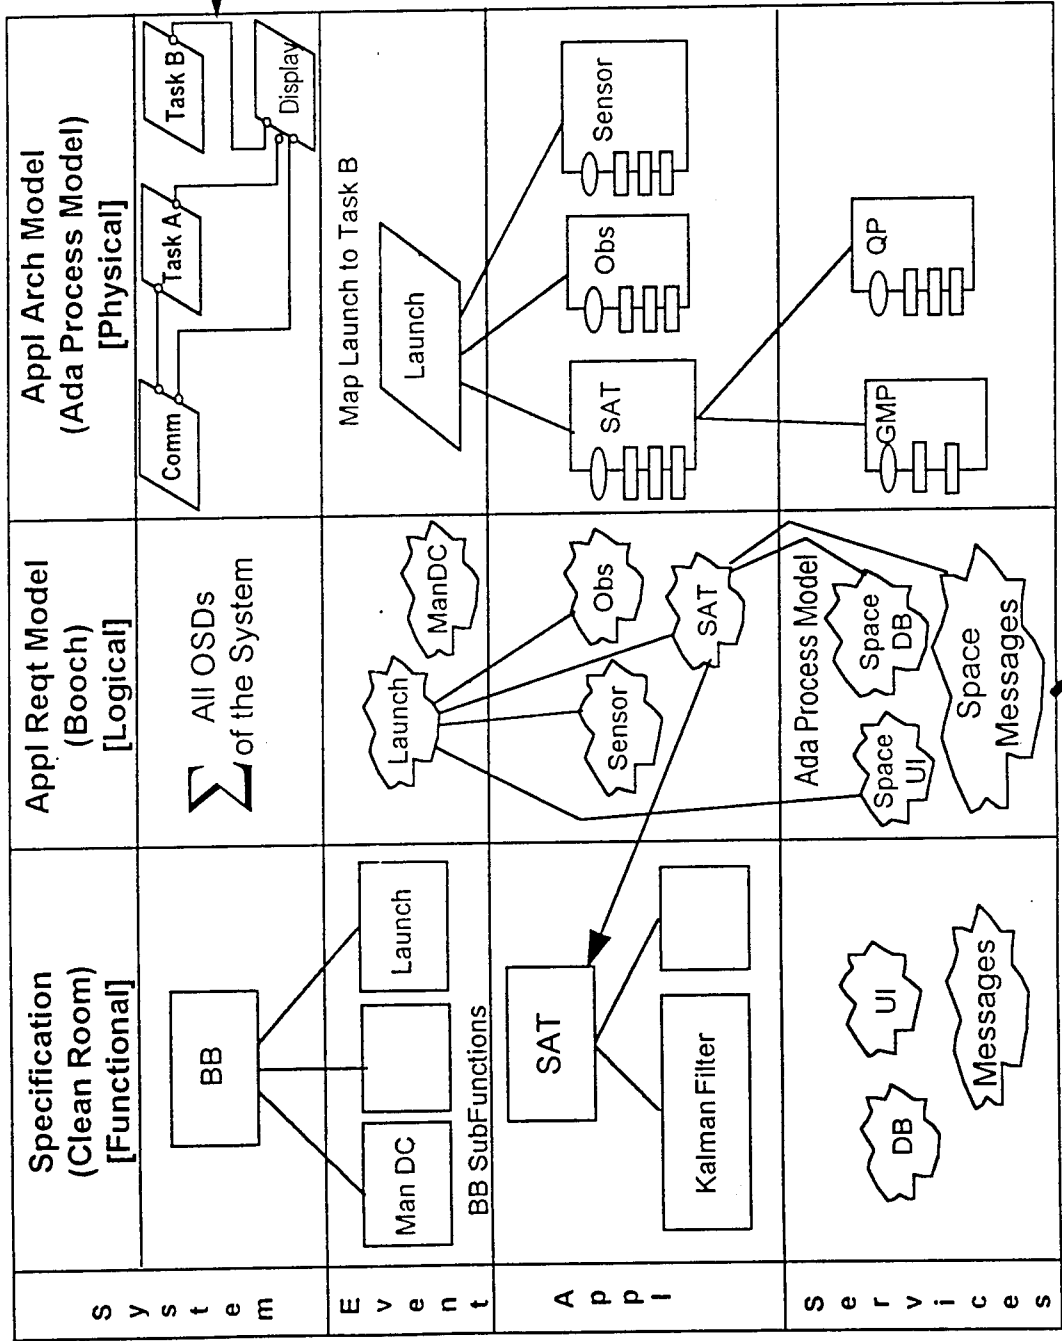 Specification
(Clean Room)
[Functional]
Appl Reqt Model
(Booch)
[Logical]
Appl Arch Model
(Ada Process Model)
[Physical]
System
BB
Σ All OSDs
of the System
Comm
Task A
Task B
Display
Event
Man DC
Launch
BB SubFunctions
Launch
ManDC
Map Launch to Task B
Launch
Appl
SAT
Kalman Filter
Sensor
Obs
SAT
SAT
Obs
Sensor
Services
DB
UI
Messages
Ada Process Model
Space
UI
Space
DB
Space
Messages
GMP
QP